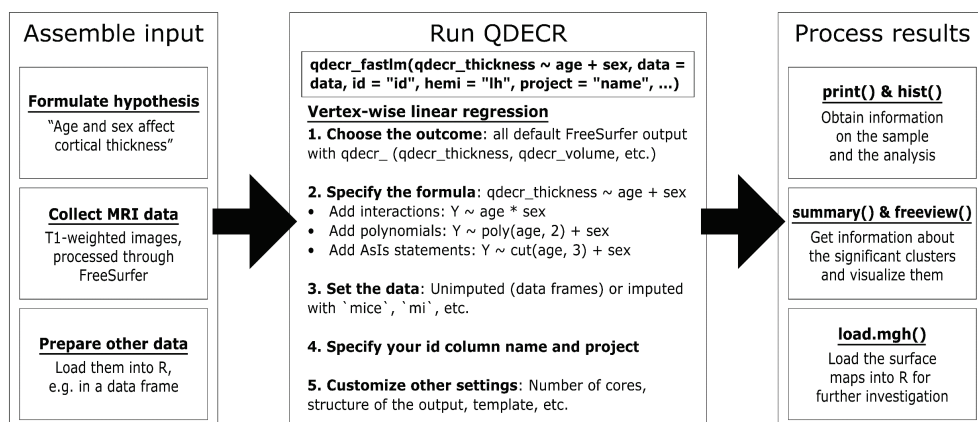 Assemble input
Formulate hypothesis
“Age and sex affect
cortical thickness”
Collect MRI data
T1-weighted images,
processed through
FreeSurfer
Prepare other data
Load them into R,
e.g. in a data frame
Run QDECR
qdecr_fastlm(qdecr_thickness ~ age + sex, data =
data, id = "id", hemi = "lh", project = "name", ...)
Vertex-wise linear regression
1. Choose the outcome: all default FreeSurfer output
with qdecr_ (qdecr_thickness, qdecr_volume, etc.)
2. Specify the formula: qdecr_thickness ~ age + sex
• Add interactions: Y ~ age * sex
• Add polynomials: Y ~ poly(age, 2) + sex
• Add AsIs statements: Y ~ cut(age, 3) + sex
3. Set the data: Unimputed (data frames) or imputed
with `mice`, `mi`, etc.
4. Specify your id column name and project
5. Customize other settings: Number of cores,
structure of the output, template, etc.
Process results
print() & hist()
Obtain information
on the sample
and the analysis
summary() & freeview()
Get information about
the significant clusters
and visualize them
load.mgh()
Load the surface
maps into R for
further investigation